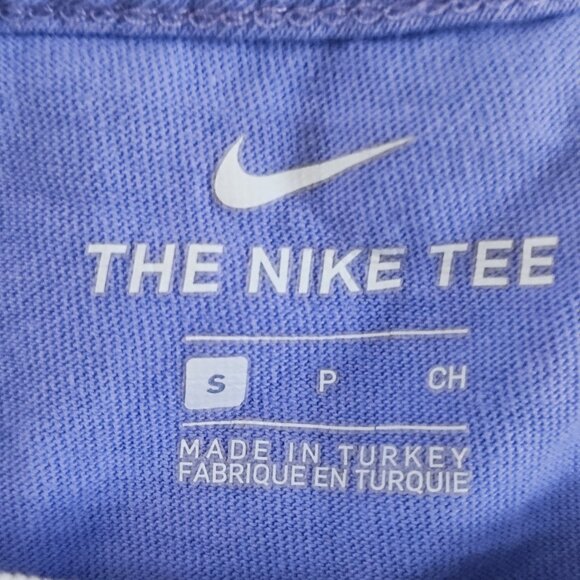 THE NIKE TEE
S P CH
MADE IN TURKEY
FABRIQUE EN TURQUIE